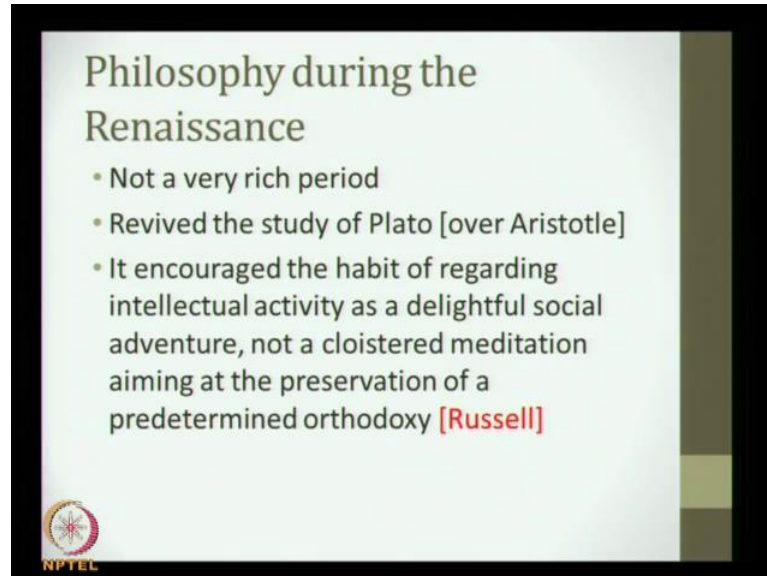 Philosophy during the
Renaissance
• Not a very rich period
• Revived the study of Plato [over Aristotle]
• It encouraged the habit of regarding
intellectual activity as a delightful social
adventure, not a cloistered meditation
aiming at the preservation of a
predetermined orthodoxy [Russell]
NPTEL